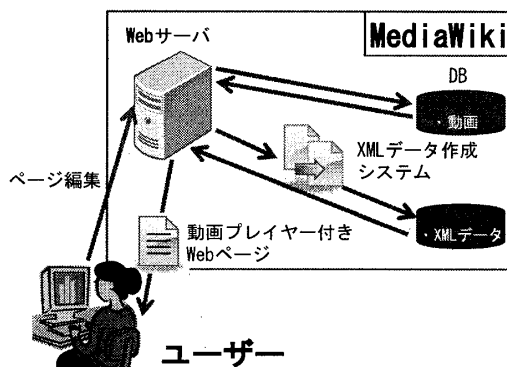 Webサーバ
MediaWiki
DB
・動画
XMLデータ作成
システム
ページ編集
・XMLデータ
動画プレイヤー付き
Webページ
ユーザー